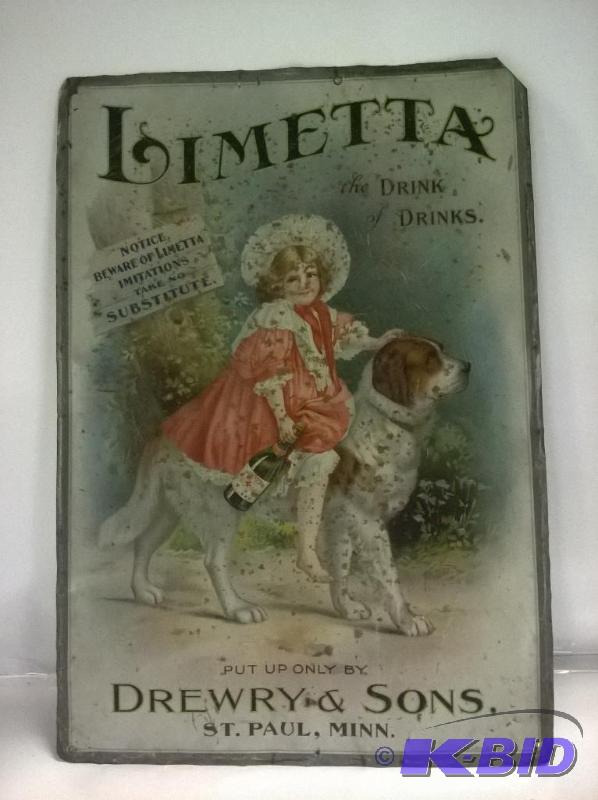 LIMETTA
the DRINK
of DRINKS.
NOTICE.
BEWARE OF LIMETTA
IMITATIONS.
TAKE NO
SUBSTITUTE.
PUT UP ONLY BY
DREWRY & SONS,
ST. PAUL, MINN.
© K-BID